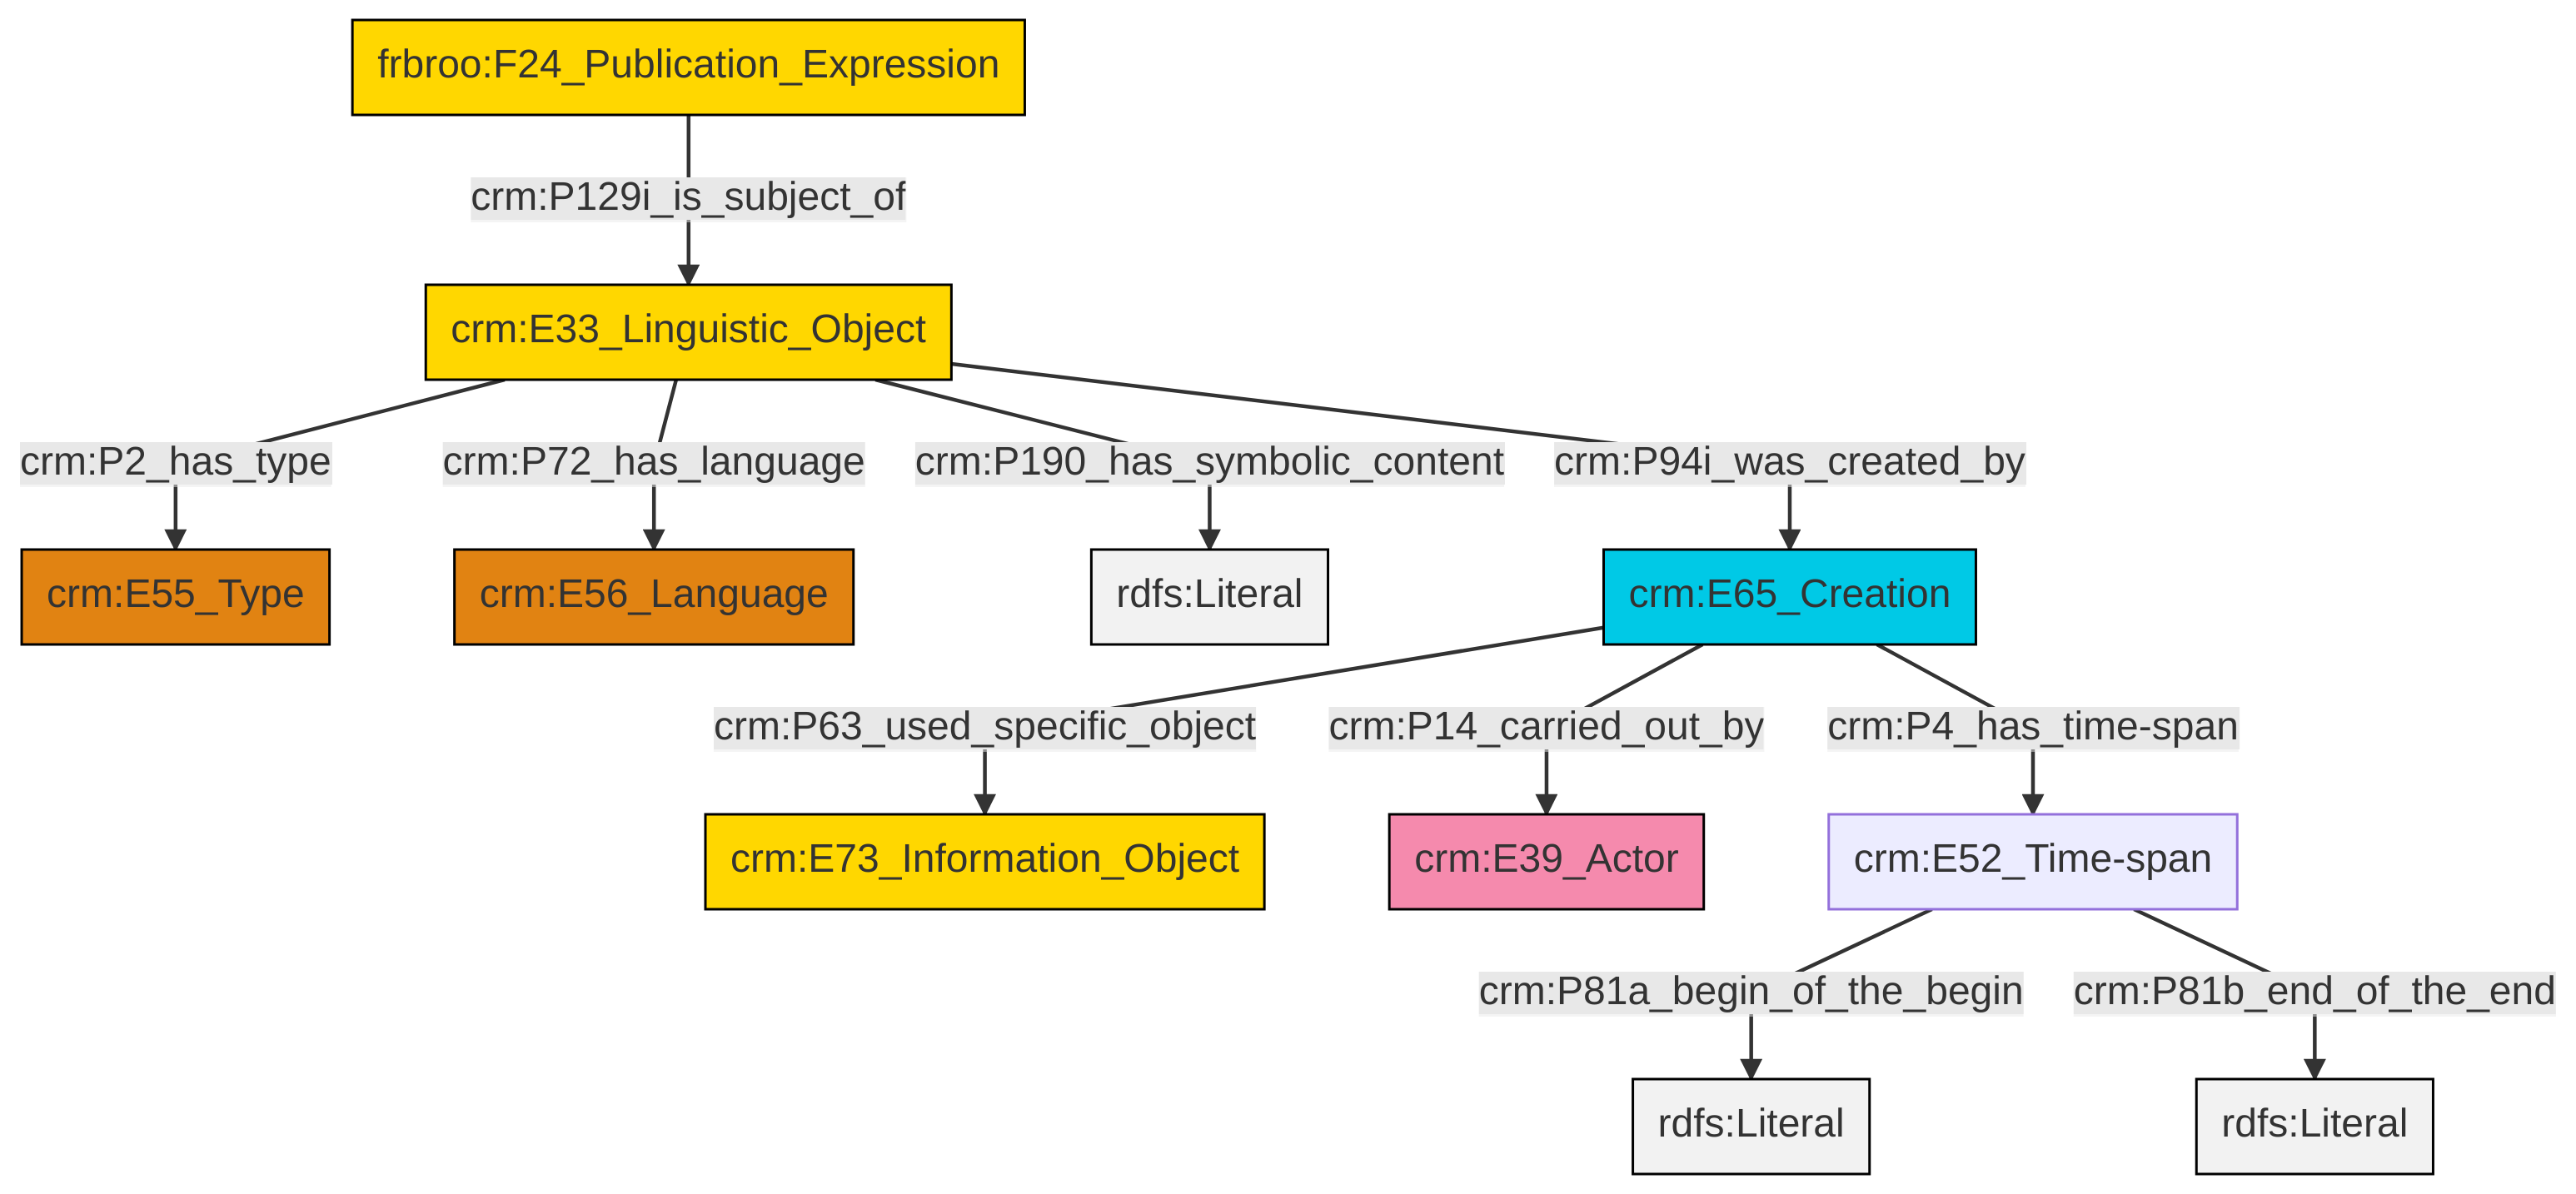 frbroo:F24_Publication_Expression
crm:P129i_is_subject_of
crm:E33_Linguistic_Object
crm:P2_has_type
crm:P72_has_language
crm:P190_has_symbolic_content
crm:P94i_was_created_by
crm:E55_Type
crm:E56_Language
rdfs:Literal
crm:E65_Creation
crm:P63_used_specific_object
crm:P14_carried_out_by
crm:P4_has_time-span
crm:E73_Information_Object
crm:E39_Actor
crm:E52_Time-span
crm:P81a_begin_of_the_begin
crm:P81b_end_of_the_end
rdfs:Literal
rdfs:Literal